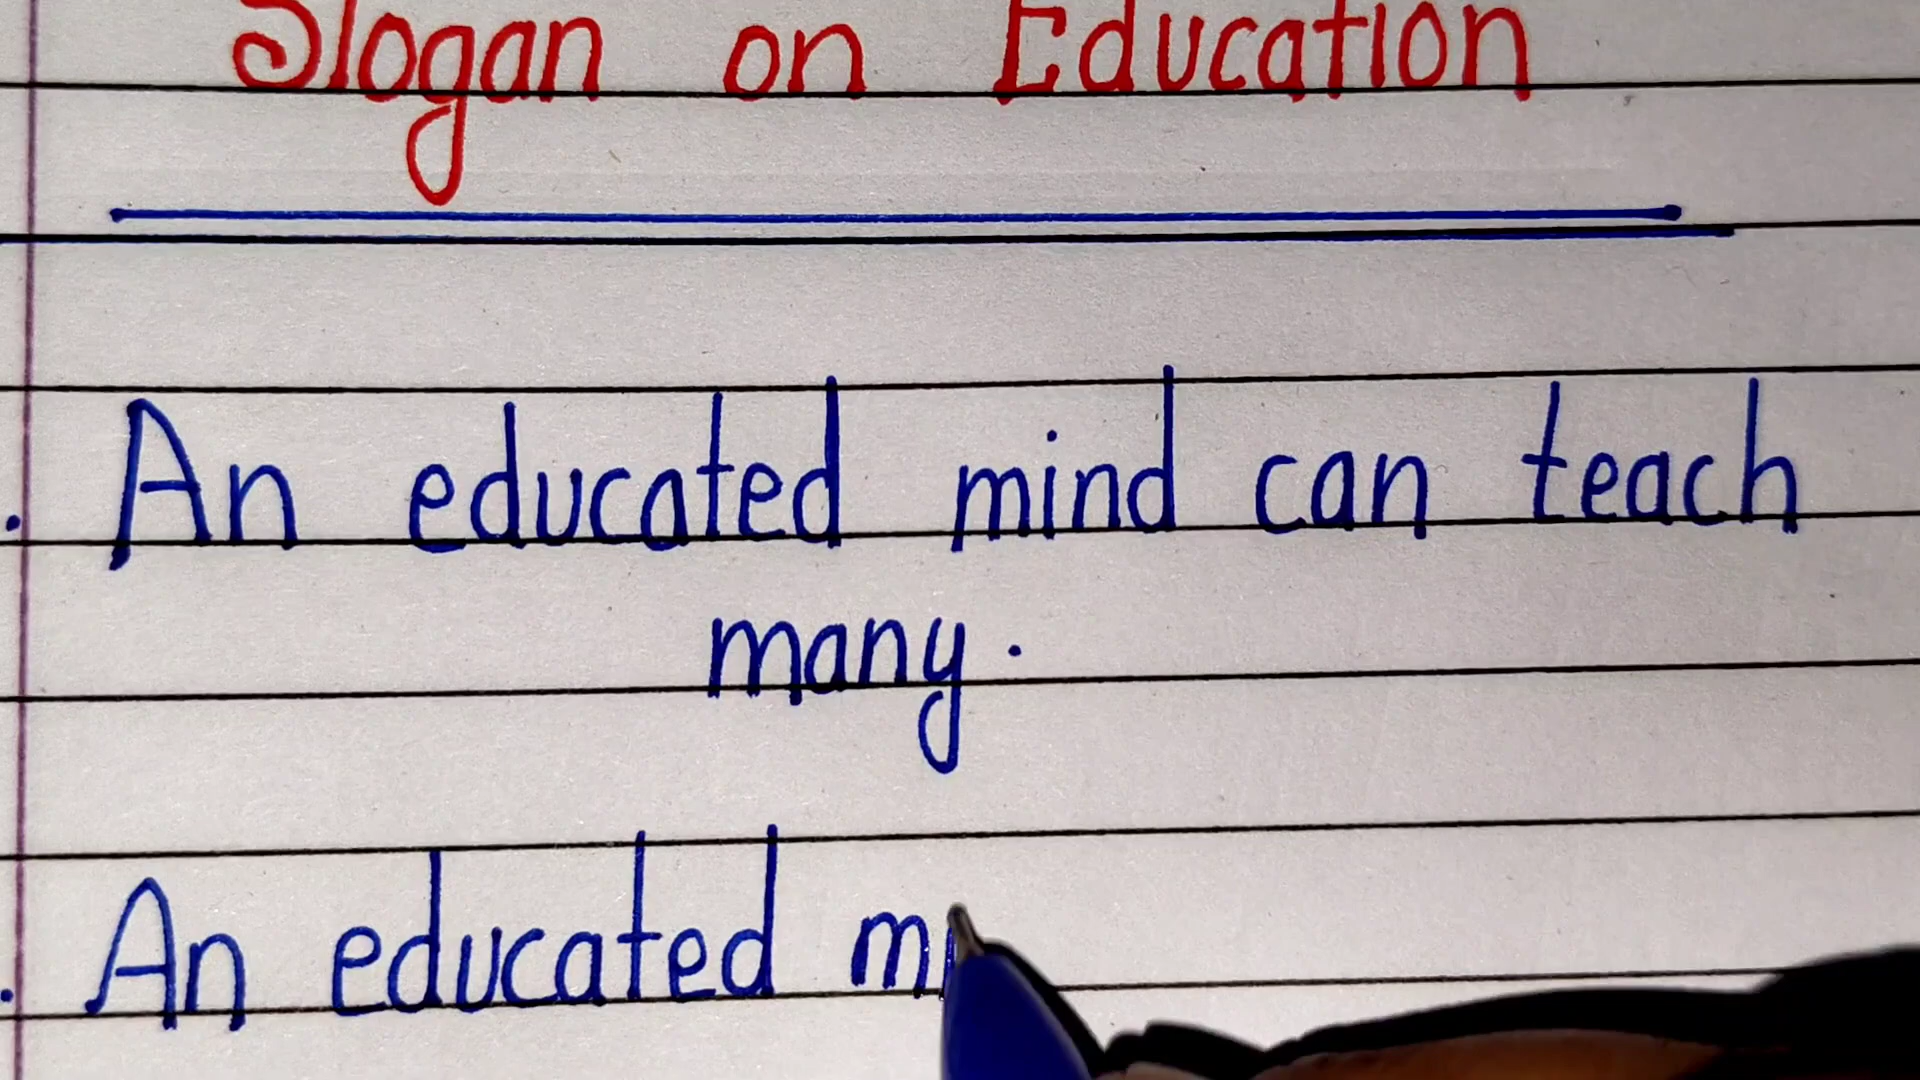 Slogan on Education
. An educated mind can teach
many.
. An educated m